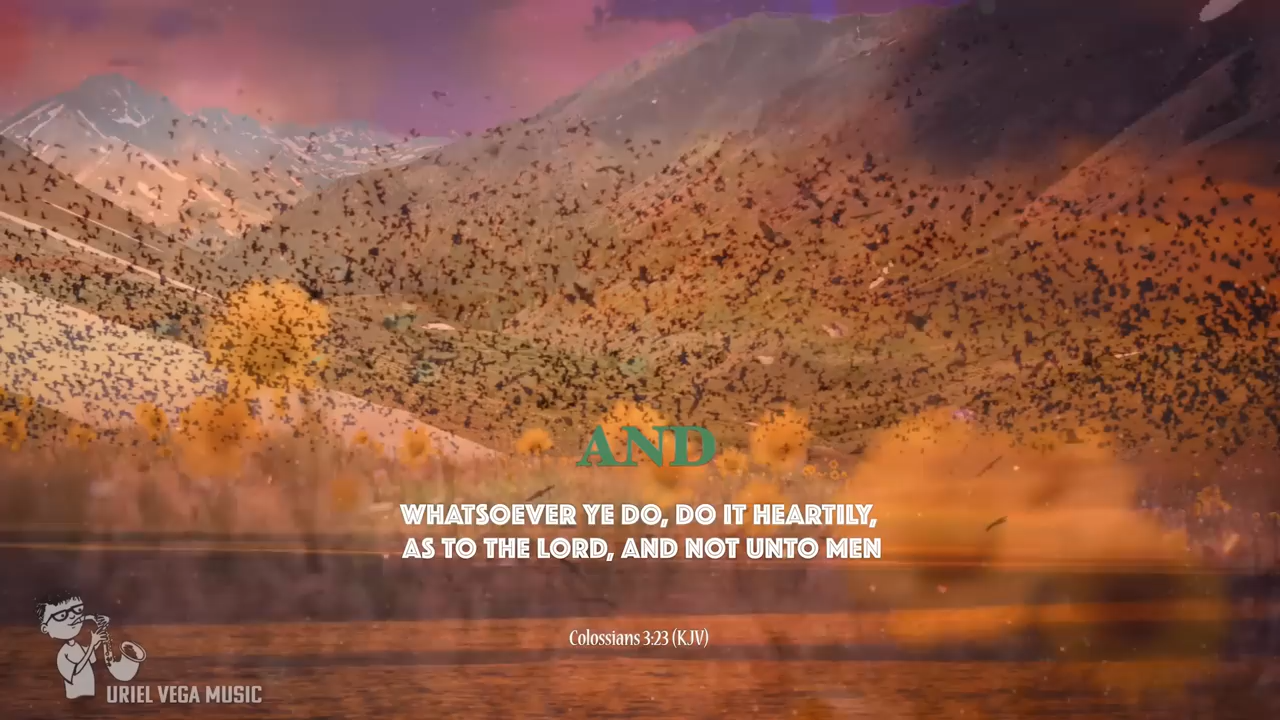 AND
WHATSOEVER YE DO, DO IT HEARTILY,
AS TO THE LORD, AND NOT UNTO MEN
Colossians 3:23 (KJV)
URIEL VEGA MUSIC